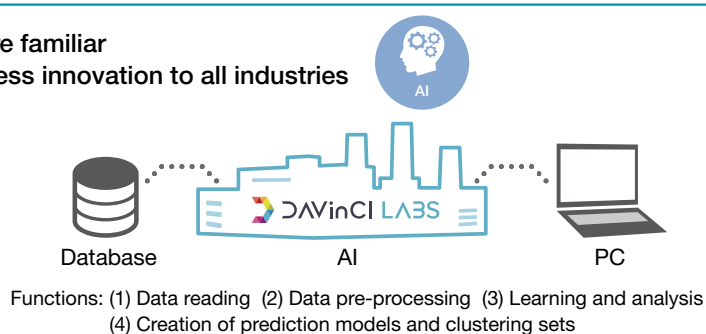 e familiar
ess innovation to all industries
AI
DAVinCI LABS
Database
AI
PC
Functions: (1) Data reading (2) Data pre-processing (3) Learning and analysis
(4) Creation of prediction models and clustering sets